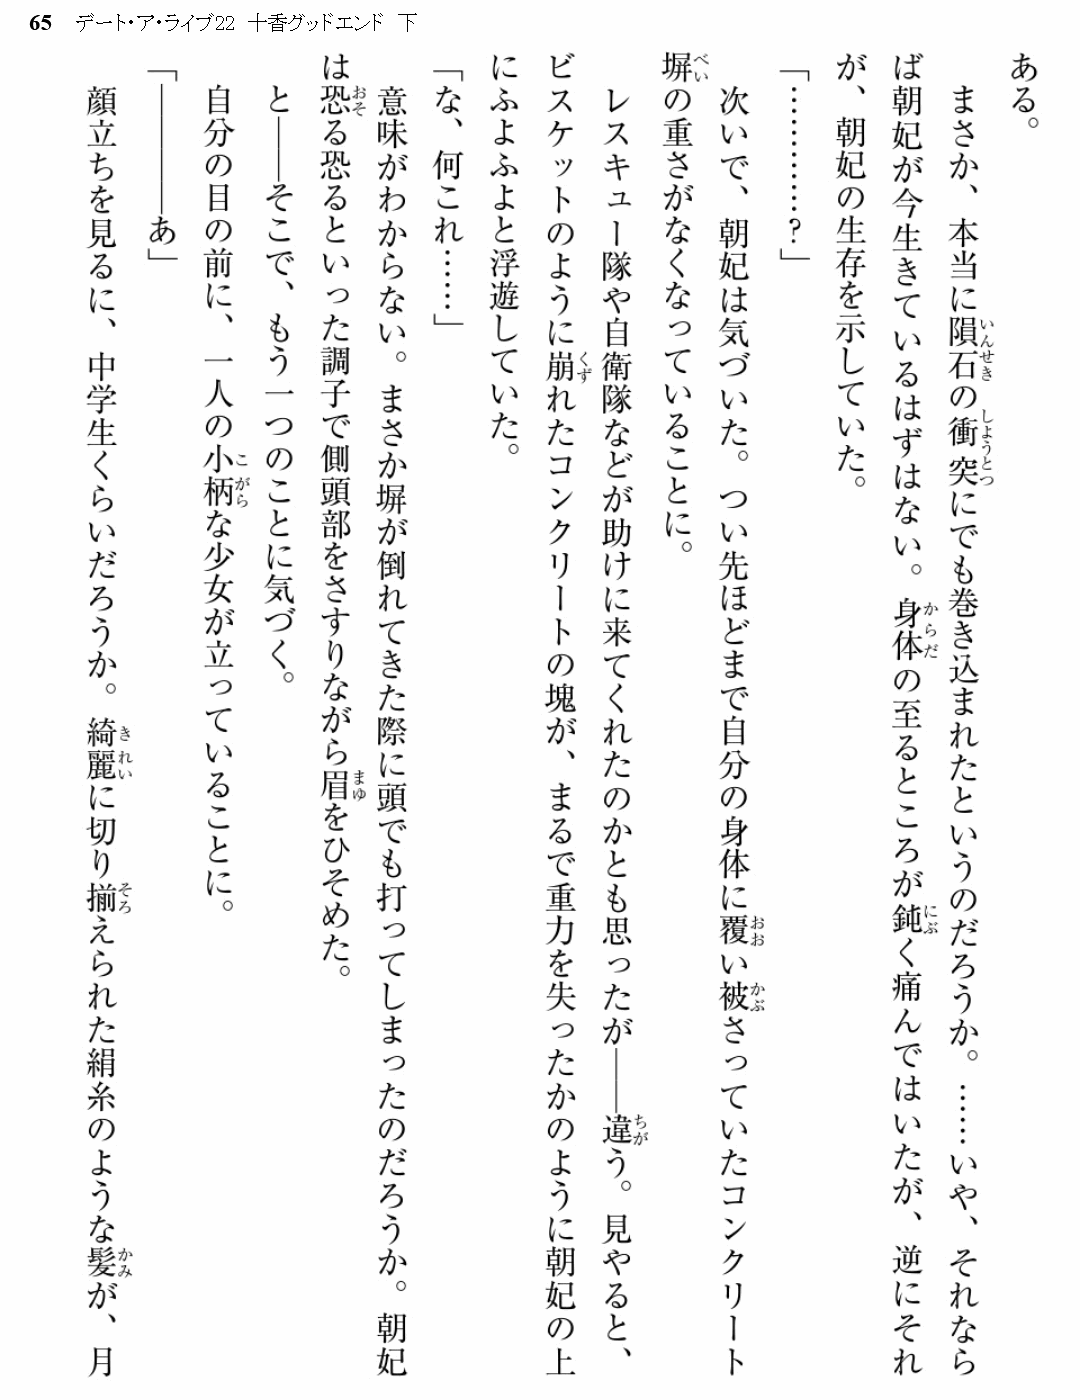 65 デート・ア・ライブ22 十香グッドエンド 下
ある。
まさか、本当に隕石の衝突にでも巻き込まれたというのだろうか。……いや、それなら
ば朝妃が今生きているはずはない。身体の至るところが鈍く痛んではいたが、逆にそれ
が、朝妃の生存を示していた。
「…………?」
次いで、朝妃は気づいた。つい先ほどまで自分の身体に覆い被さっていたコンクリート
塀の重さがなくなっていることに。
レスキュー隊や自衛隊などが助けに来てくれたのかとも思ったが――違う。見やると、
ビスケットのように崩れたコンクリートの塊が、まるで重力を失ったかのように朝妃の上
にふよふよと浮遊していた。
「な、何これ……」
意味がわからない。まさか塀が倒れてきた際に頭でも打ってしまったのだろうか。朝妃
は恐る恐るといった調子で側頭部をさすりながら眉をひそめた。
と――そこで、もう一つのことに気づく。
自分の目の前に、一人の小柄な少女が立っていることに。
「――――あ」
顔立ちを見るに、中学生くらいだろうか。綺麗に切り揃えられた絹糸のような髪が、月